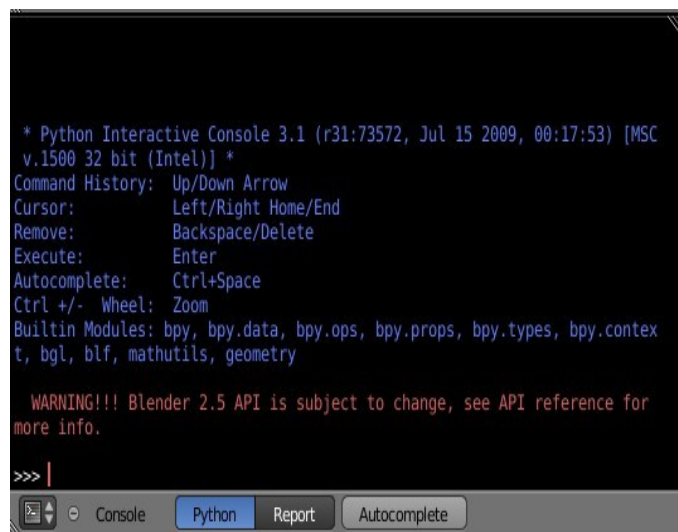 * Python Interactive Console 3.1 (r31:73572, Jul 15 2009, 00:17:53) [MSC
v.1500 32 bit (Intel)] *
Command History: Up/Down Arrow
Cursor: Left/Right Home/End
Remove: Backspace/Delete
Execute: Enter
Autocomplete: Ctrl+Space
Ctrl +/- Wheel: Zoom
Builtin Modules: bpy, bpy.data, bpy.ops, bpy.props, bpy.types, bpy.contex
t, bgl, blf, mathutils, geometry
WARNING!!! Blender 2.5 API is subject to change, see API reference for
more info.
>>>
Console Python Report Autocomplete